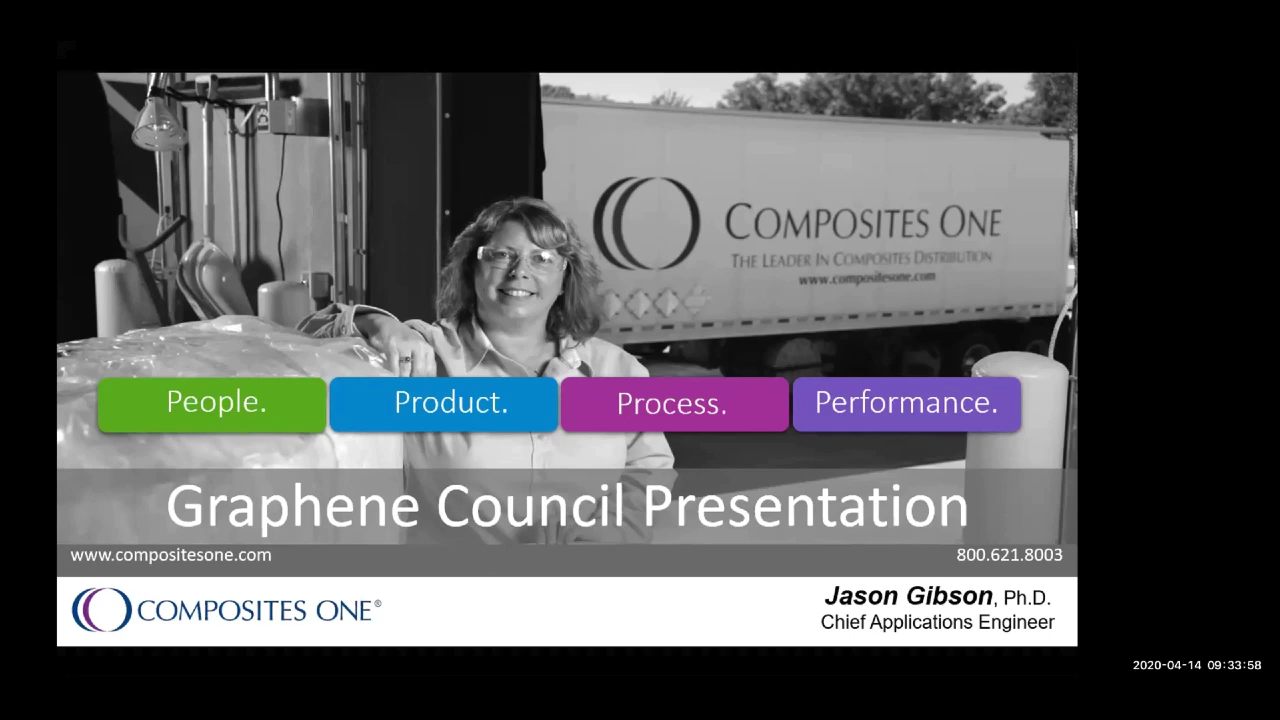 COMPOSITES ONE
THE LEADER IN COMPOSITES DISTRIBUTION
www.compositesone.com
People.
Product.
Process.
Performance.
Graphene Council Presentation
www.compositesone.com
800.621.8003
COMPOSITES ONE®
Jason Gibson, Ph.D.
Chief Applications Engineer
2020-04-14 09:33:58